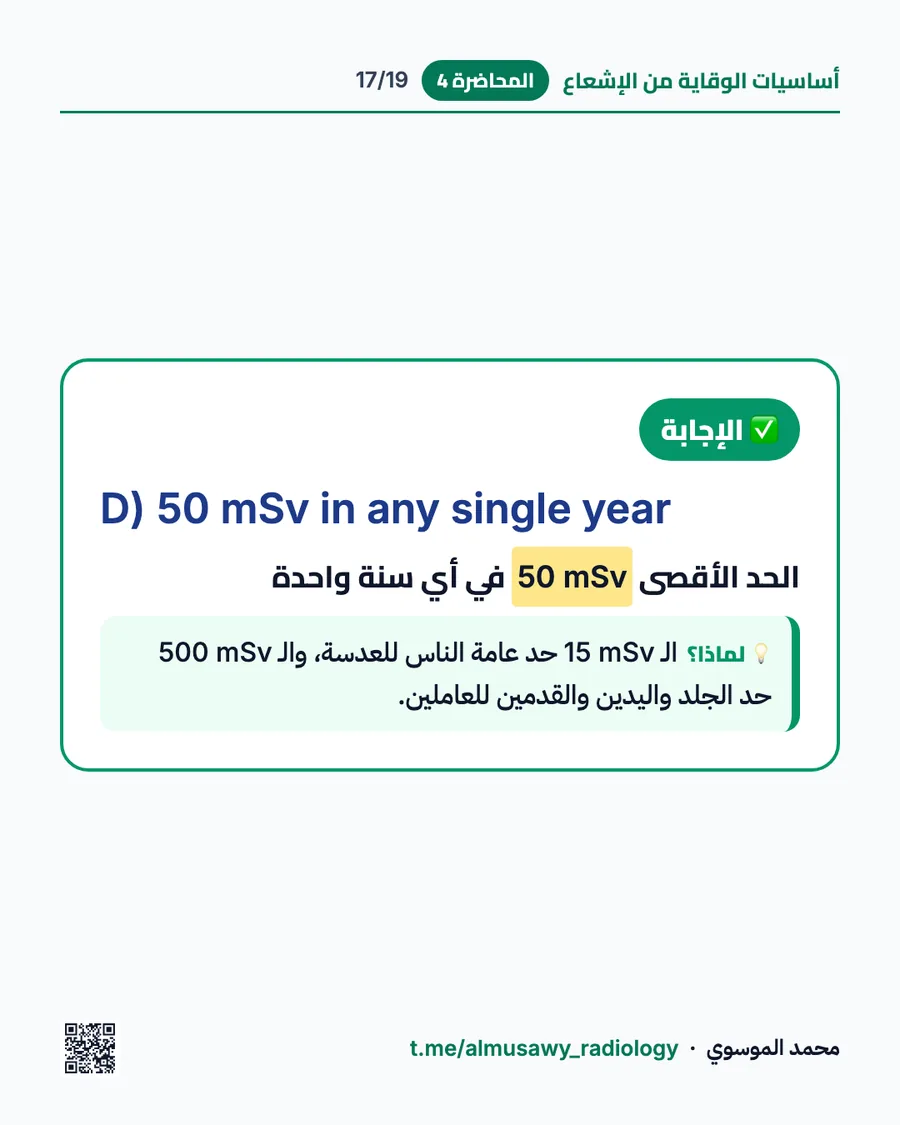 أساسيات الوقاية من الإشعاع المحاضرة 4 17/19
✅ الإجابة
D) 50 mSv in any single year
الحد الأقصى 50 mSv في أي سنة واحدة
💡 لماذا؟ الـ 15 mSv حد عامة الناس للعدسة، والـ 500 mSv
حد الجلد واليدين والقدمين للعاملين.
محمد الموسوي · t.me/almusawy_radiology